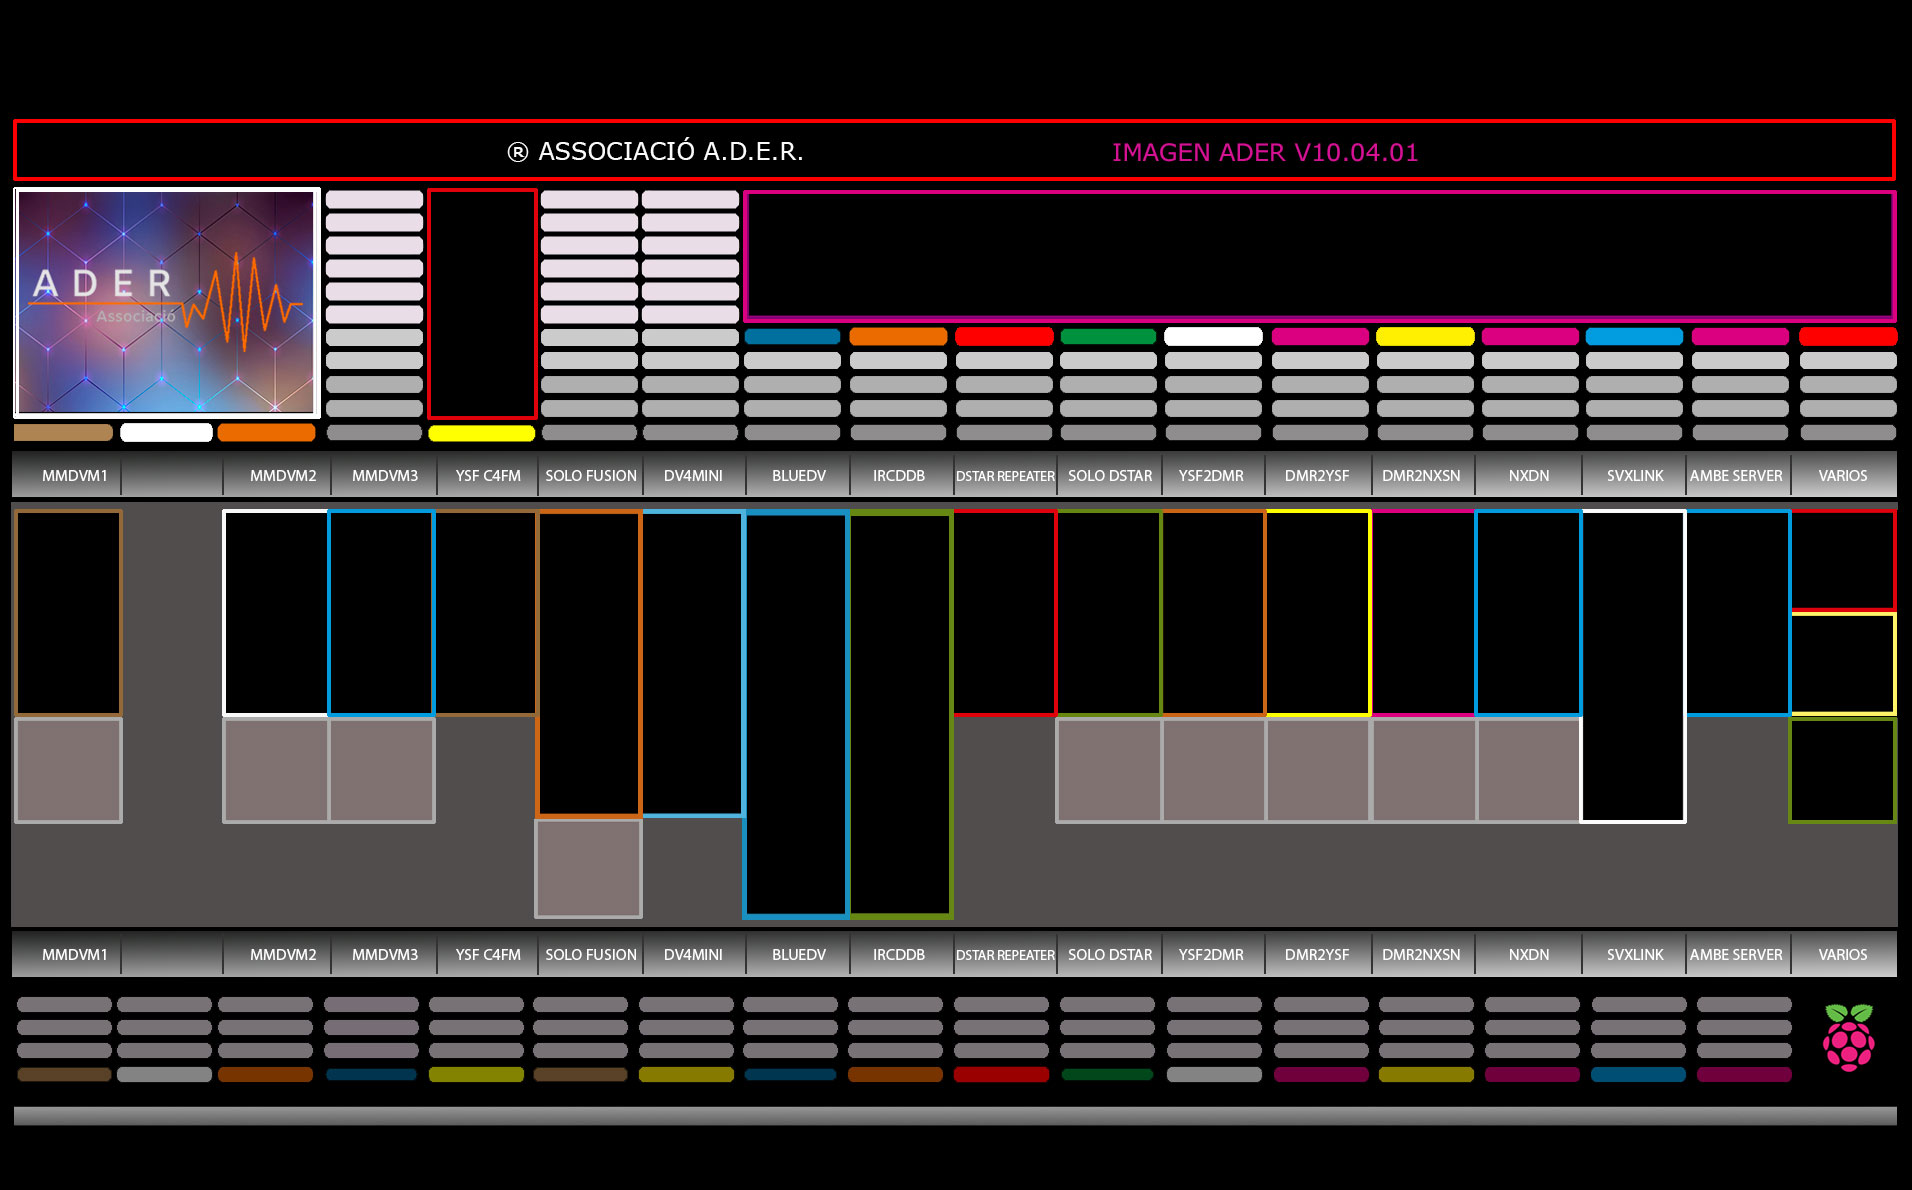 ® ASSOCIACIÓ A.D.E.R. IMAGEN ADER V10.04.01
ADER
Associació
MMDVM1 MMDVM2 MMDVM3 YSF C4FM SOLO FUSION DV4MINI BLUEDV IRCDDB DSTAR REPEATER SOLO DSTAR YSF2DMR DMR2YSF DMR2NXSN NXDN SVXLINK AMBE SERVER VARIOS
MMDVM1 MMDVM2 MMDVM3 YSF C4FM SOLO FUSION DV4MINI BLUEDV IRCDDB DSTAR REPEATER SOLO DSTAR YSF2DMR DMR2YSF DMR2NXSN NXDN SVXLINK AMBE SERVER VARIOS